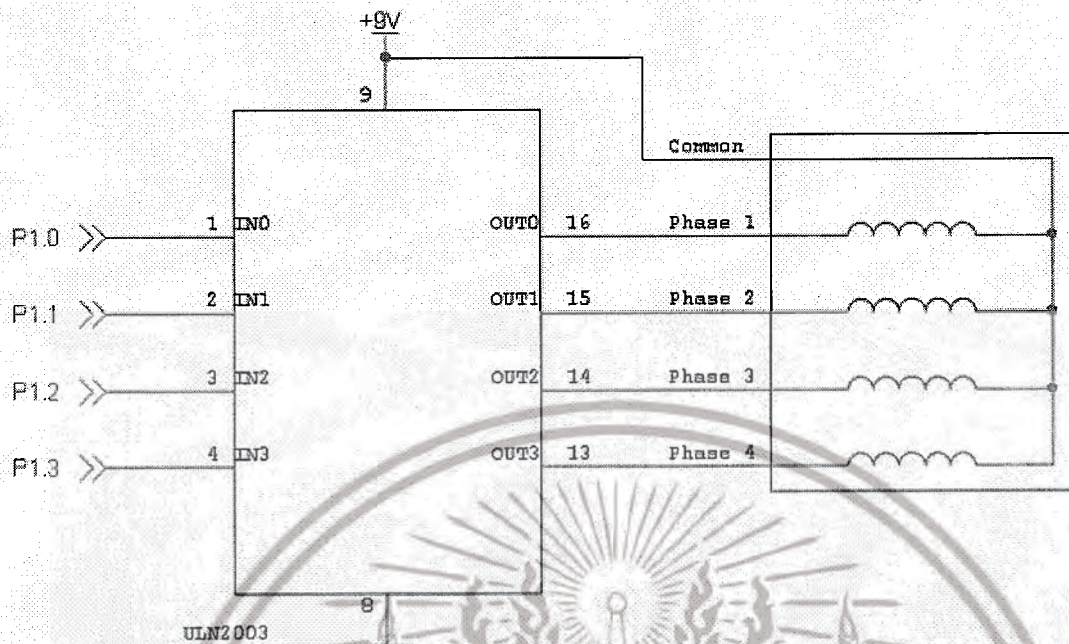 +9V
9
Common
P1.0 1 IN0 OUT0 16 Phase 1
P1.1 2 IN1 OUT1 15 Phase 2
P1.2 3 IN2 OUT2 14 Phase 3
P1.3 4 IN3 OUT3 13 Phase 4
8
ULN2003